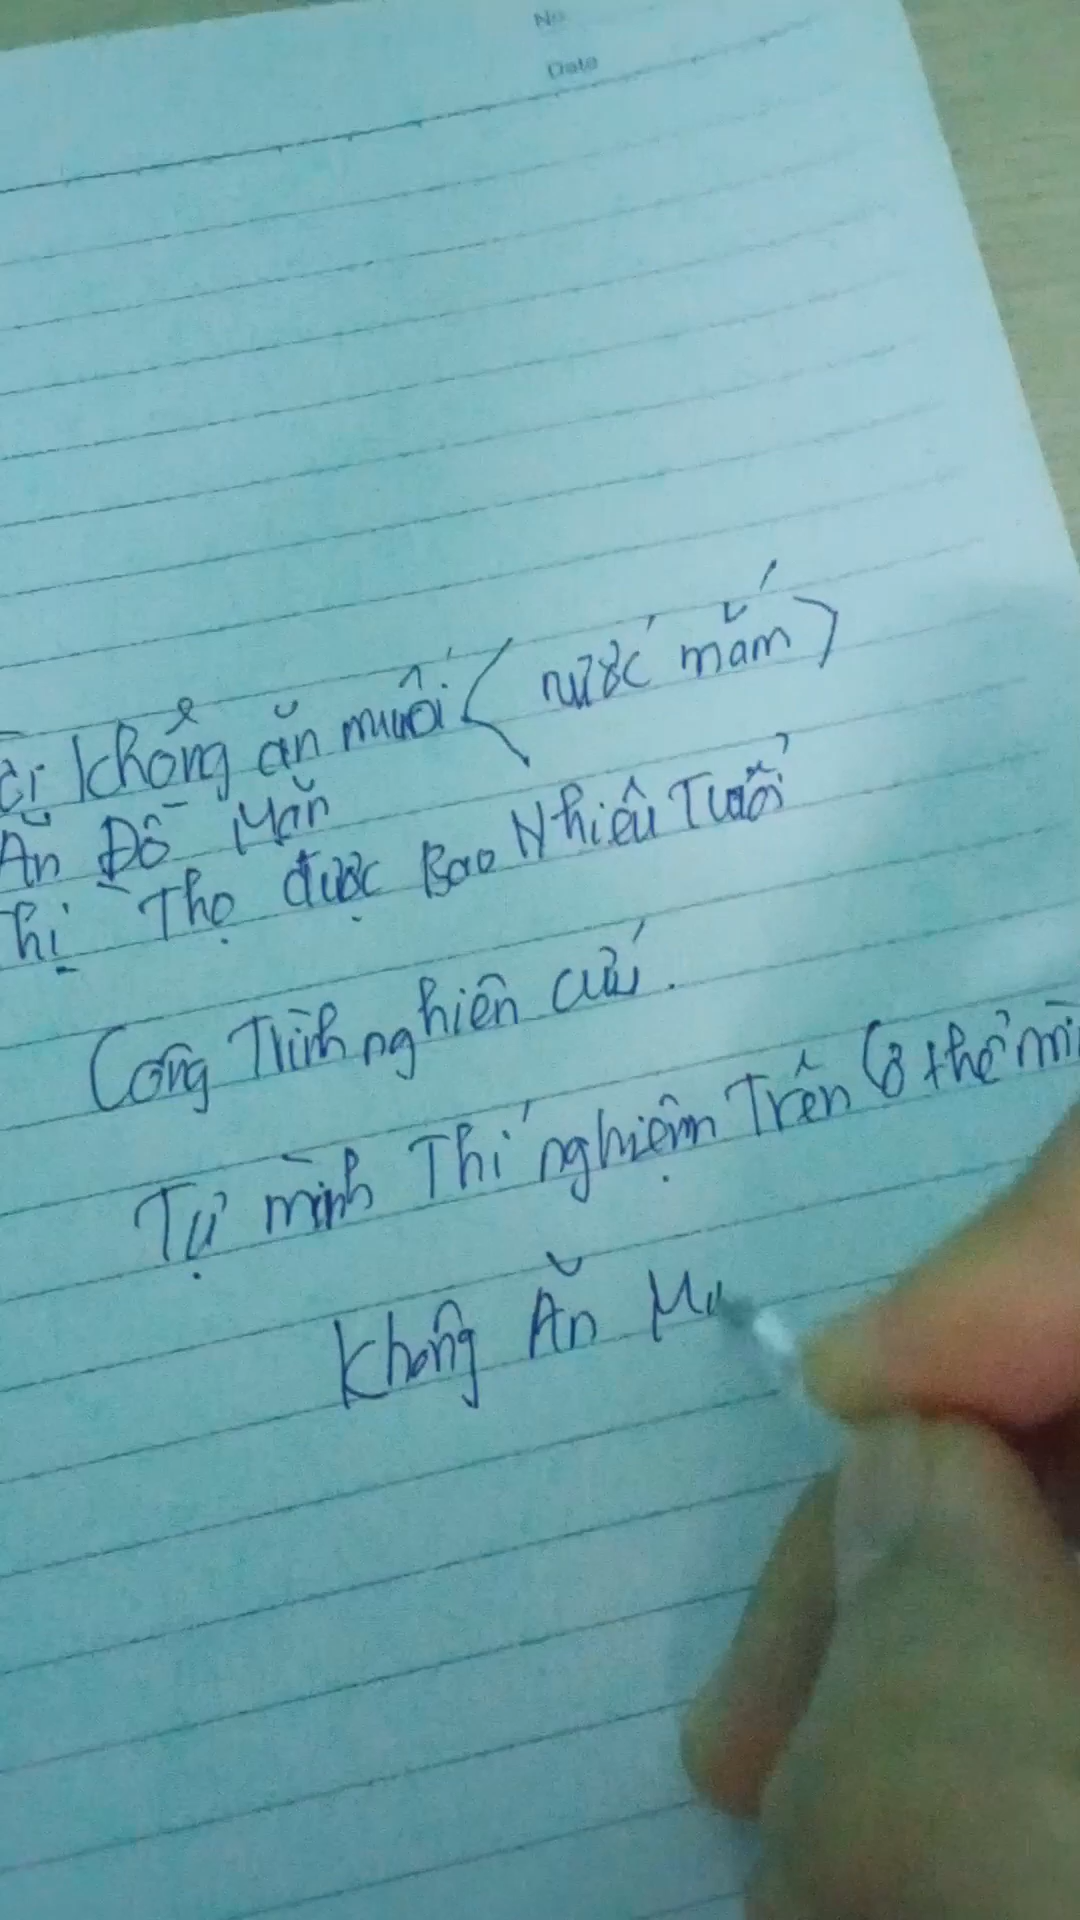 No
Date
không ăn muối ( nước mắm )
Ăn Đồ Mặn
Thọ được Bao Nhiêu Tuổi
Công Trình nghiên cứu.
Tự mình Thí nghiệm Trên Cơ thể
Không Ăn